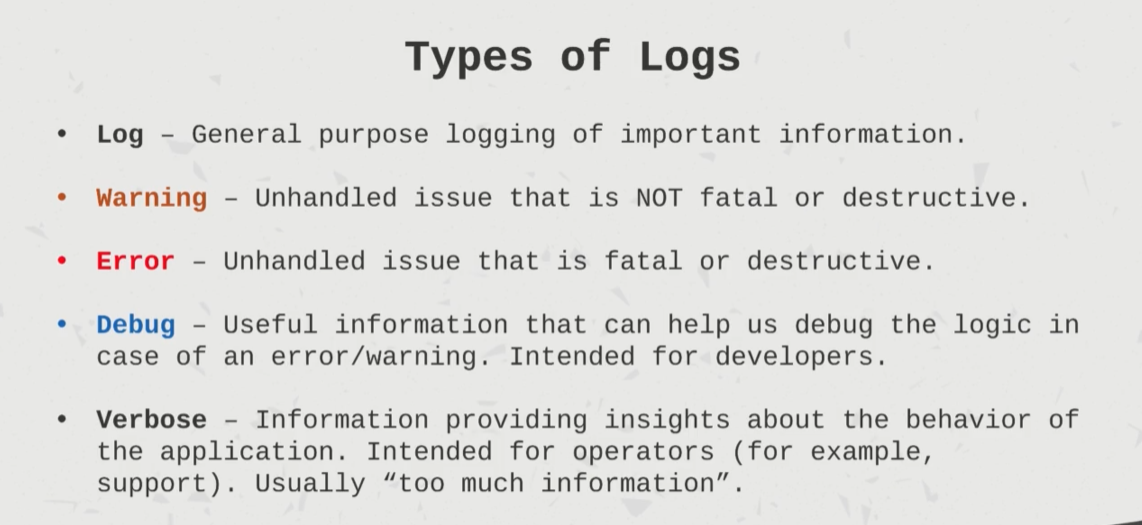 Types of Logs
• Log – General purpose logging of important information.
• Warning – Unhandled issue that is NOT fatal or destructive.
• Error – Unhandled issue that is fatal or destructive.
• Debug – Useful information that can help us debug the logic in
case of an error/warning. Intended for developers.
• Verbose – Information providing insights about the behavior of
the application. Intended for operators (for example,
support). Usually “too much information”.